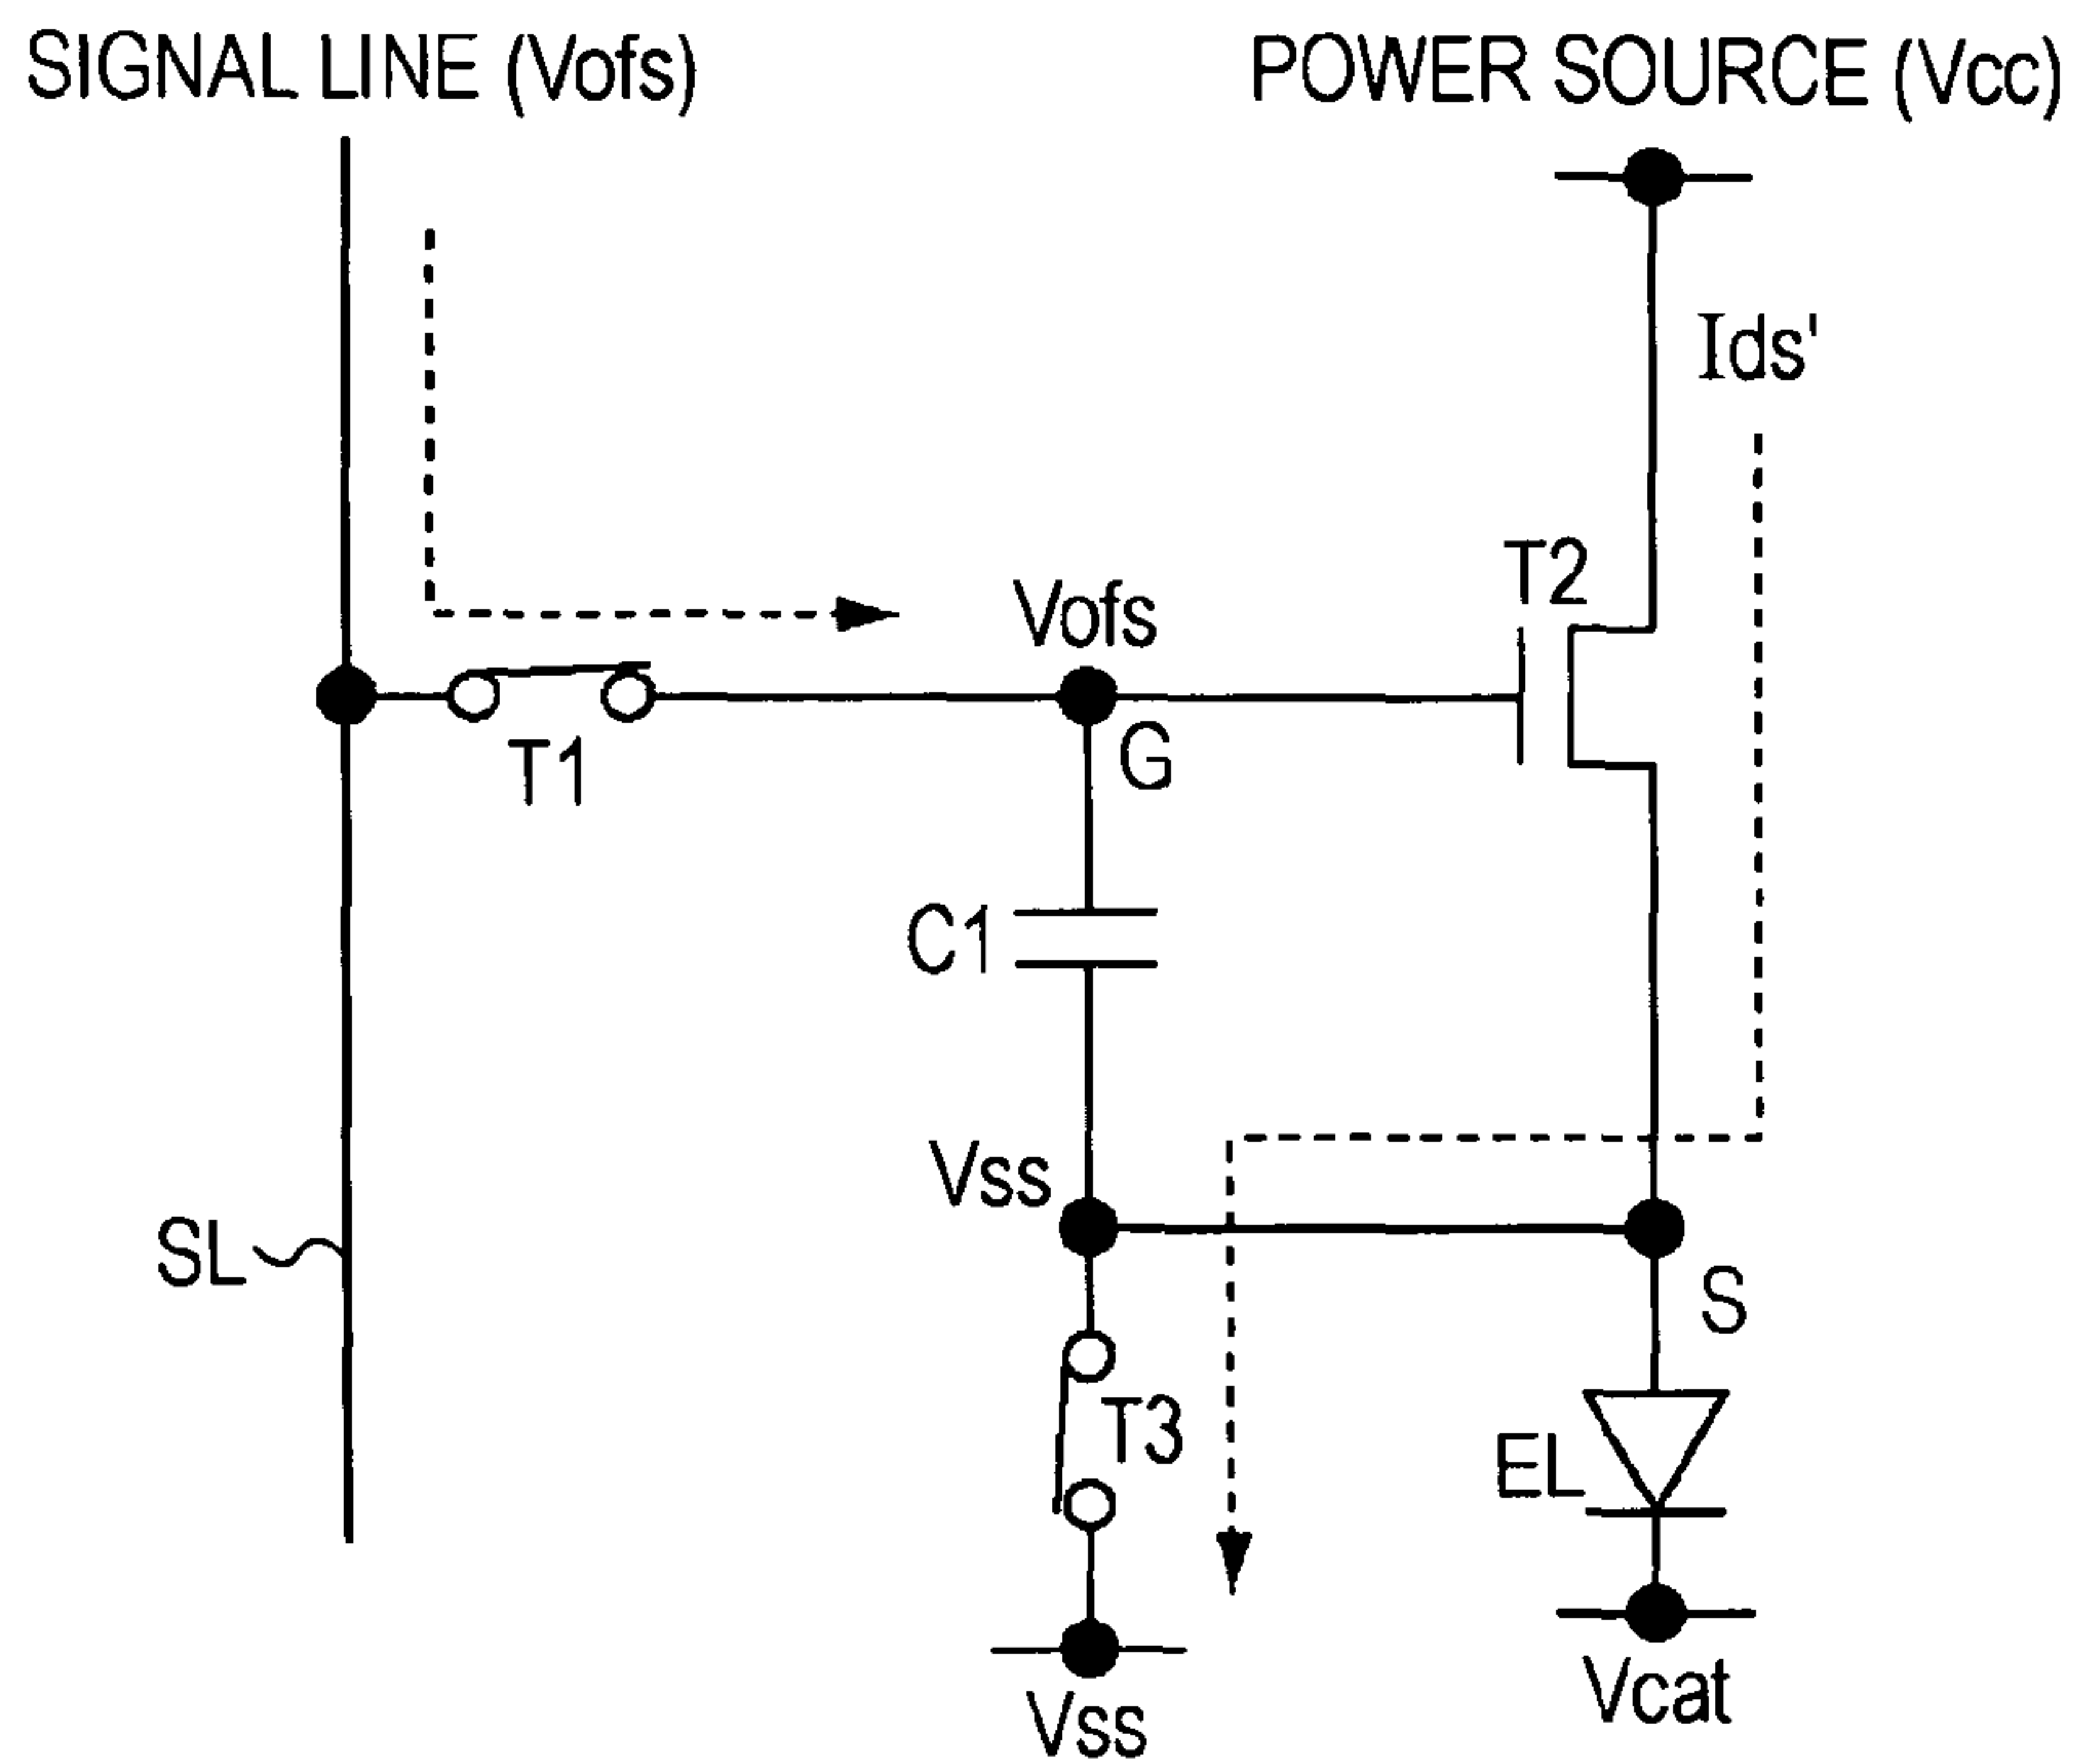 SIGNAL LINE (Vofs)
POWER SOURCE (Vcc)
Ids'
T2
Vofs
T1
G
C1
Vss
SL
S
T3
EL
Vcat
Vss